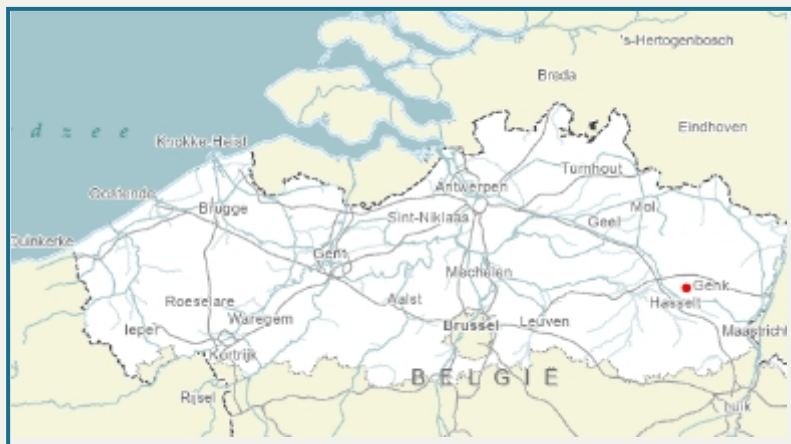 's-Hertogenbosch
Breda
Eindhoven
d z e e
Knokke-Heist
Turnhout
Antwerpen
Oostende
Mol
Brugge
Sint-Niklaas
Geel
Duinkerke
Gent
Mechelen
Genk
Roeselare
Aalst
Hasselt
Ieper
Waregem
Brussel
Leuven
Maastricht
Kortrijk
BELGIË
Rijsel
Luik